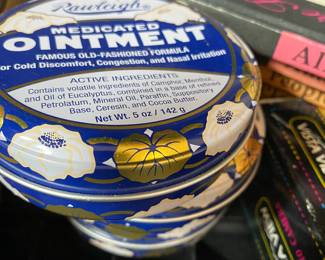 Rawleigh®
MEDICATED
OINTMENT
FAMOUS OLD-FASHIONED FORMULA
For Cold Discomfort, Congestion, and Nasal Irritation
ACTIVE INGREDIENTS
Contains volatile ingredients of Camphor, Menthol,
and Oil of Eucalyptus, combined in a base of refined
Petrolatum, Mineral Oil, Paraffin, Suppository
Base, Ceresin, and Cocoa Butter.
Net Wt. 5 oz / 142 g